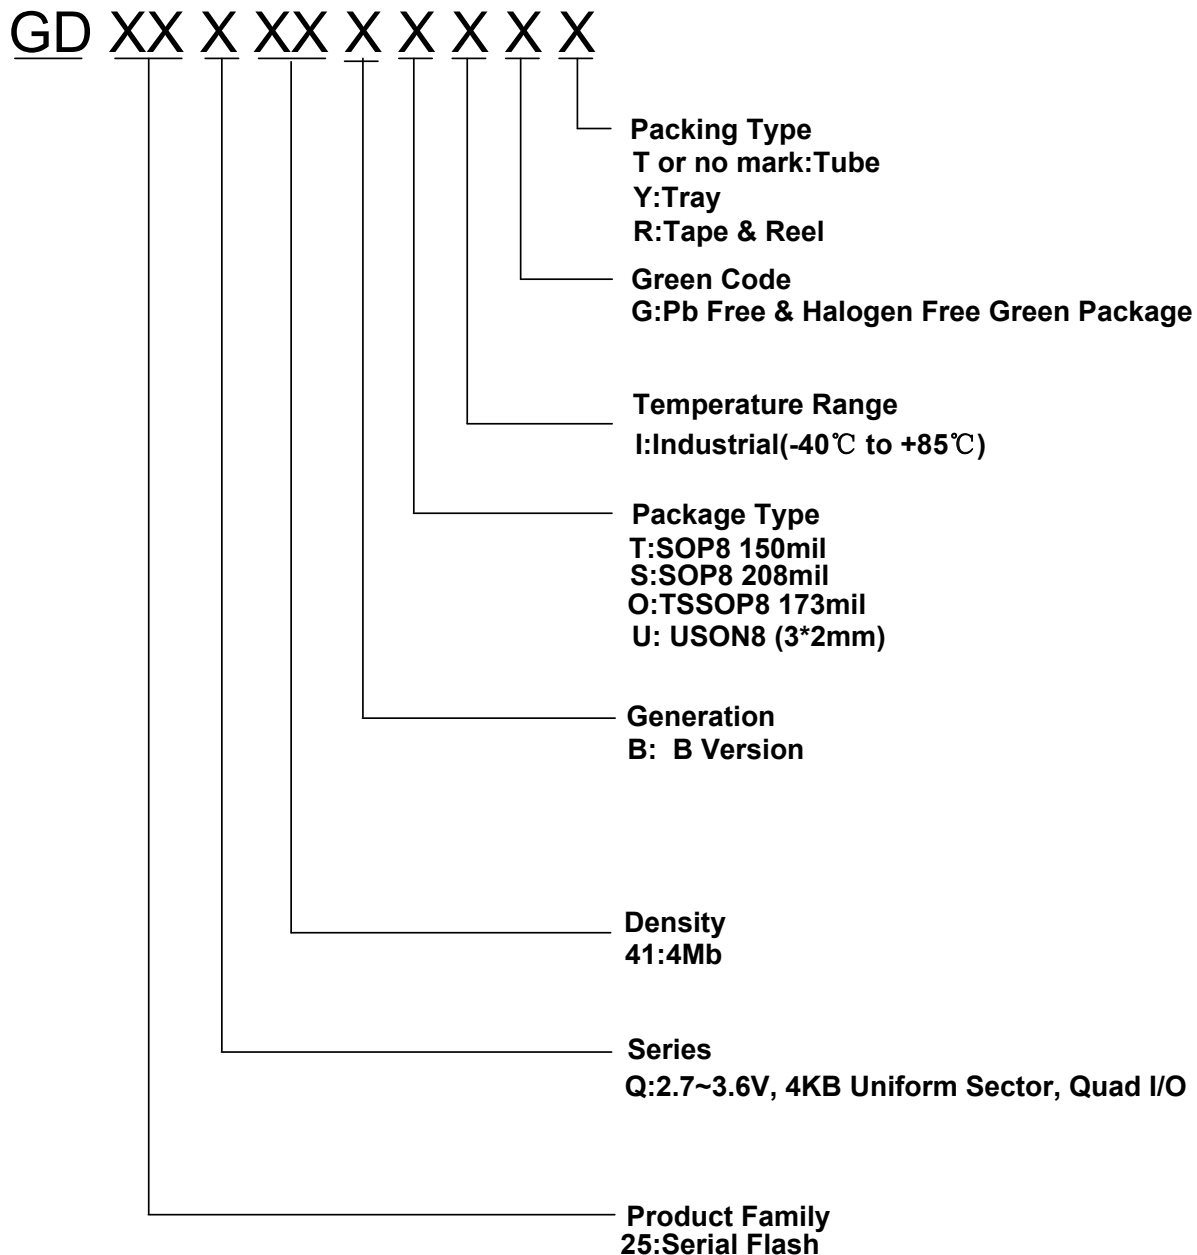 GD XX X XX X X X X X
Packing Type
T or no mark:Tube
Y:Tray
R:Tape & Reel
Green Code
G:Pb Free & Halogen Free Green Package
Temperature Range
I:Industrial(-40℃ to +85℃)
Package Type
T:SOP8 150mil
S:SOP8 208mil
O:TSSOP8 173mil
U: USON8 (3*2mm)
Generation
B: B Version
Density
41:4Mb
Series
Q:2.7~3.6V, 4KB Uniform Sector, Quad I/O
Product Family
25:Serial Flash